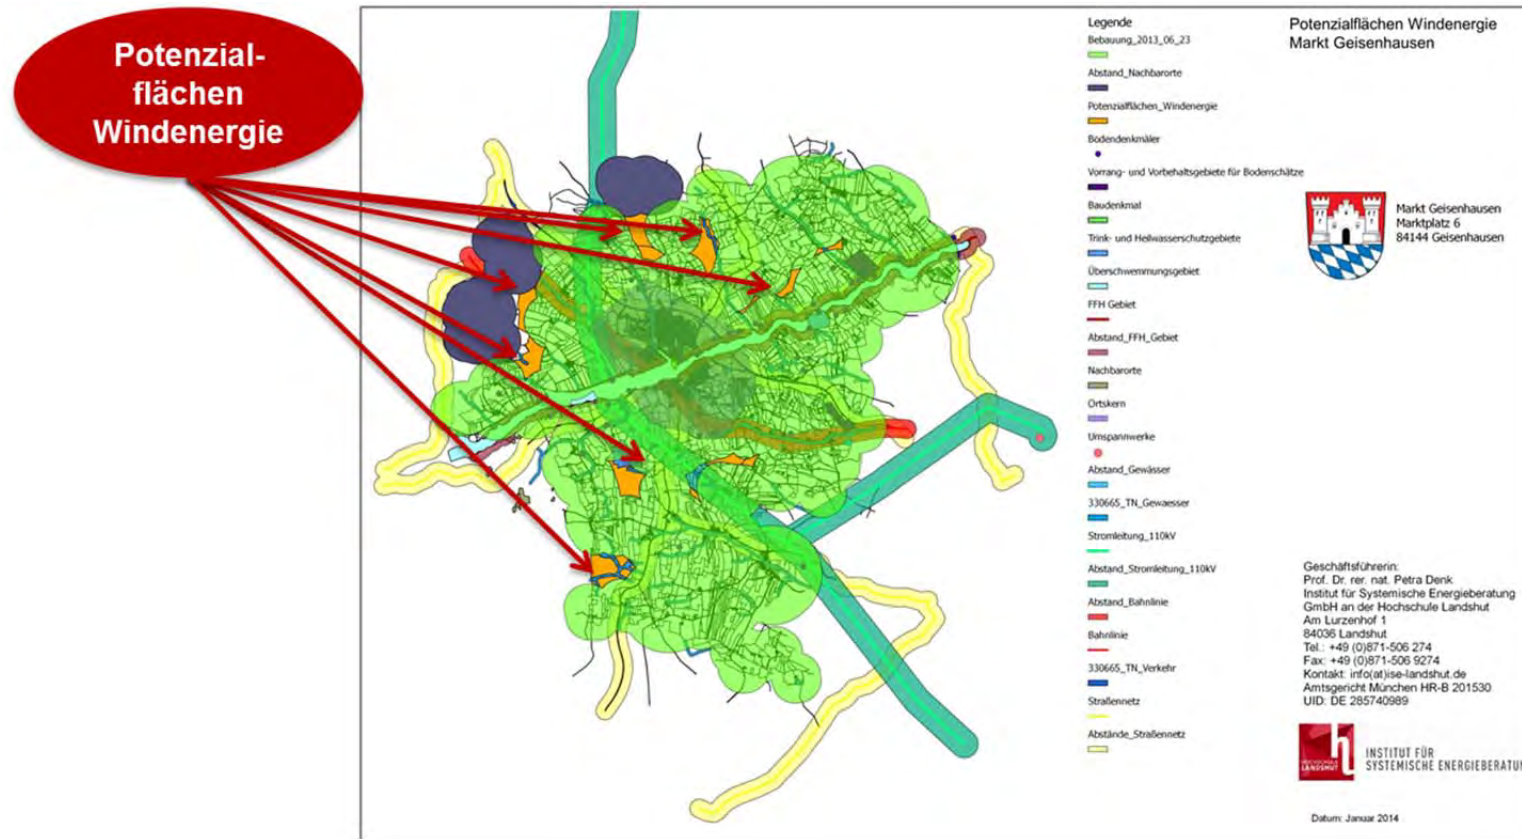 Potenzial-
flächen
Windenergie
Legende
Bebauung_2013_06_23
Abstand_Nachbarorte
Potenzialflächen_Windenergie
Bodendenkmäler
Vorrang- und Vorbehaltsgebiete für Bodenschätze
Baudenkmal
Trink- und Heilwasserschutzgebiete
Überschwemmungsgebiet
FFH Gebiet
Abstand_FFH_Gebiet
Nachbarorte
Ortskern
Umspannwerke
Abstand_Gewässer
330665_TN_Gewaesser
Stromleitung_110kV
Abstand_Stromleitung_110kV
Abstand_Bahnlinie
Bahnlinie
330665_TN_Verkehr
Straßennetz
Abstände_Straßennetz
Potenzialflächen Windenergie
Markt Geisenhausen
Markt Geisenhausen
Marktplatz 6
84144 Geisenhausen
Geschäftsführerin:
Prof. Dr. rer. nat. Petra Denk
Institut für Systemische Energieberatung
GmbH an der Hochschule Landshut
Am Lurzenhof 1
84036 Landshut
Tel.: +49 (0)871-506 274
Fax: +49 (0)871-506 9274
Kontakt: info(at)ise-landshut.de
Amtsgericht München HR-B 201530
UID: DE 285740989
HOCHSCHULE
LANDSHUT
INSTITUT FÜR
SYSTEMISCHE ENERGIEBERATUN
Datum: Januar 2014